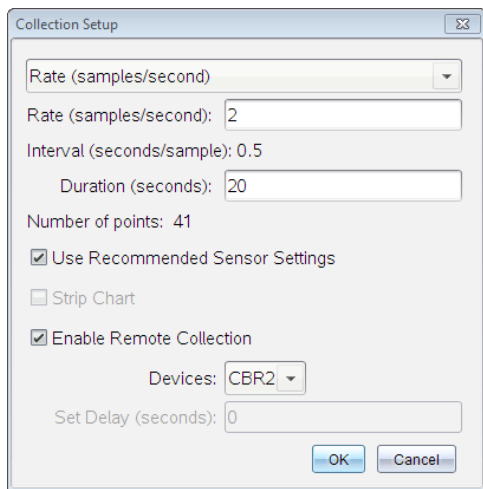 Collection Setup
Rate (samples/second)
Rate (samples/second): 2
Interval (seconds/sample): 0.5
Duration (seconds): 20
Number of points: 41
Use Recommended Sensor Settings
Strip Chart
Enable Remote Collection
Devices: CBR2
Set Delay (seconds): 0
OK Cancel